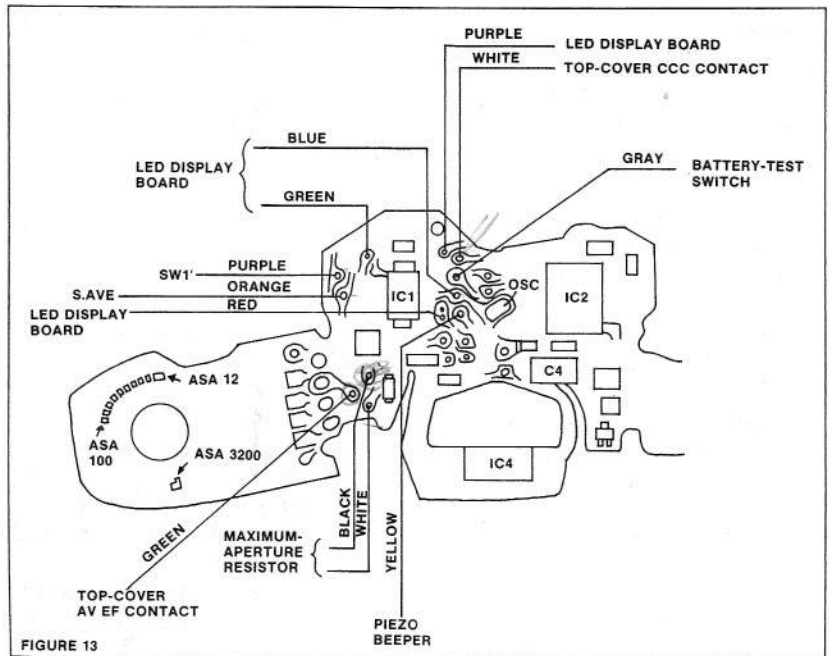 PURPLE
LED DISPLAY BOARD
WHITE
TOP-COVER CCC CONTACT
BLUE
LED DISPLAY
BOARD
GREEN
GRAY
BATTERY-TEST
SWITCH
SW1'
PURPLE
S.AVE
ORANGE
LED DISPLAY
BOARD
RED
IC1
OSC
IC2
C4
IC4
ASA 12
ASA
100
ASA 3200
GREEN
BLACK
WHITE
YELLOW
MAXIMUM-
APERTURE
RESISTOR
TOP-COVER
AV EF CONTACT
PIEZO
BEEPER
FIGURE 13